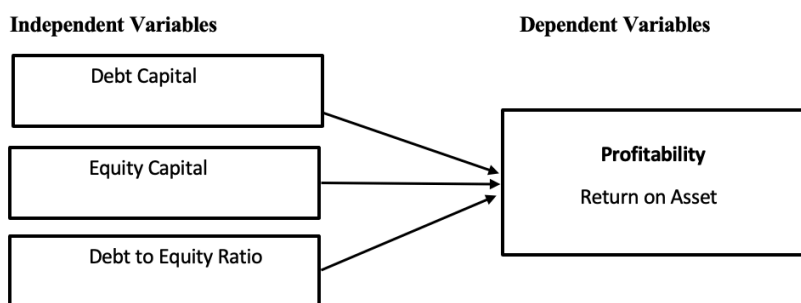 Independent Variables
Dependent Variables
Debt Capital
Equity Capital
Debt to Equity Ratio
Profitability
Return on Asset